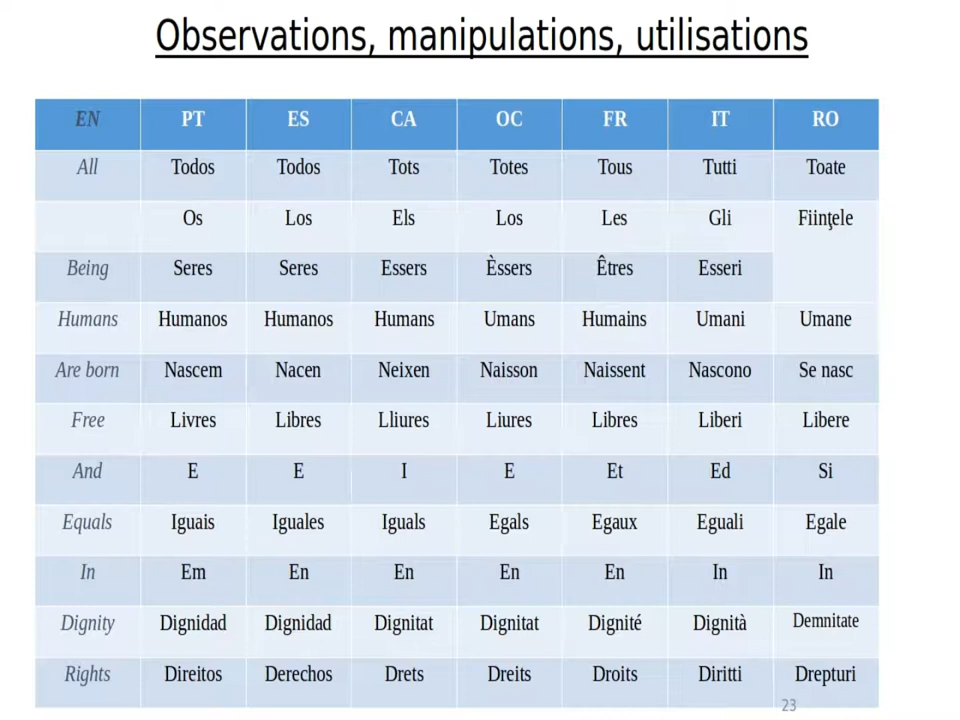 Observations, manipulations, utilisations
EN PT ES CA OC FR IT RO
All Todos Todos Tots Totes Tous Tutti Toate
Os Los Els Los Les Gli Fiinţele
Being Seres Seres Essers Èssers Êtres Esseri
Humans Humanos Humanos Humans Umans Humains Umani Umane
Are born Nascem Nacen Neixen Naisson Naissent Nascono Se nasc
Free Livres Libres Lliures Liures Libres Liberi Libere
And E E I E Et Ed Si
Equals Iguais Iguales Iguals Egals Egaux Eguali Egale
In Em En En En En In In
Dignity Dignidad Dignidad Dignitat Dignitat Dignité Dignità Demnitate
Rights Direitos Derechos Drets Dreits Droits Diritti Drepturi
23